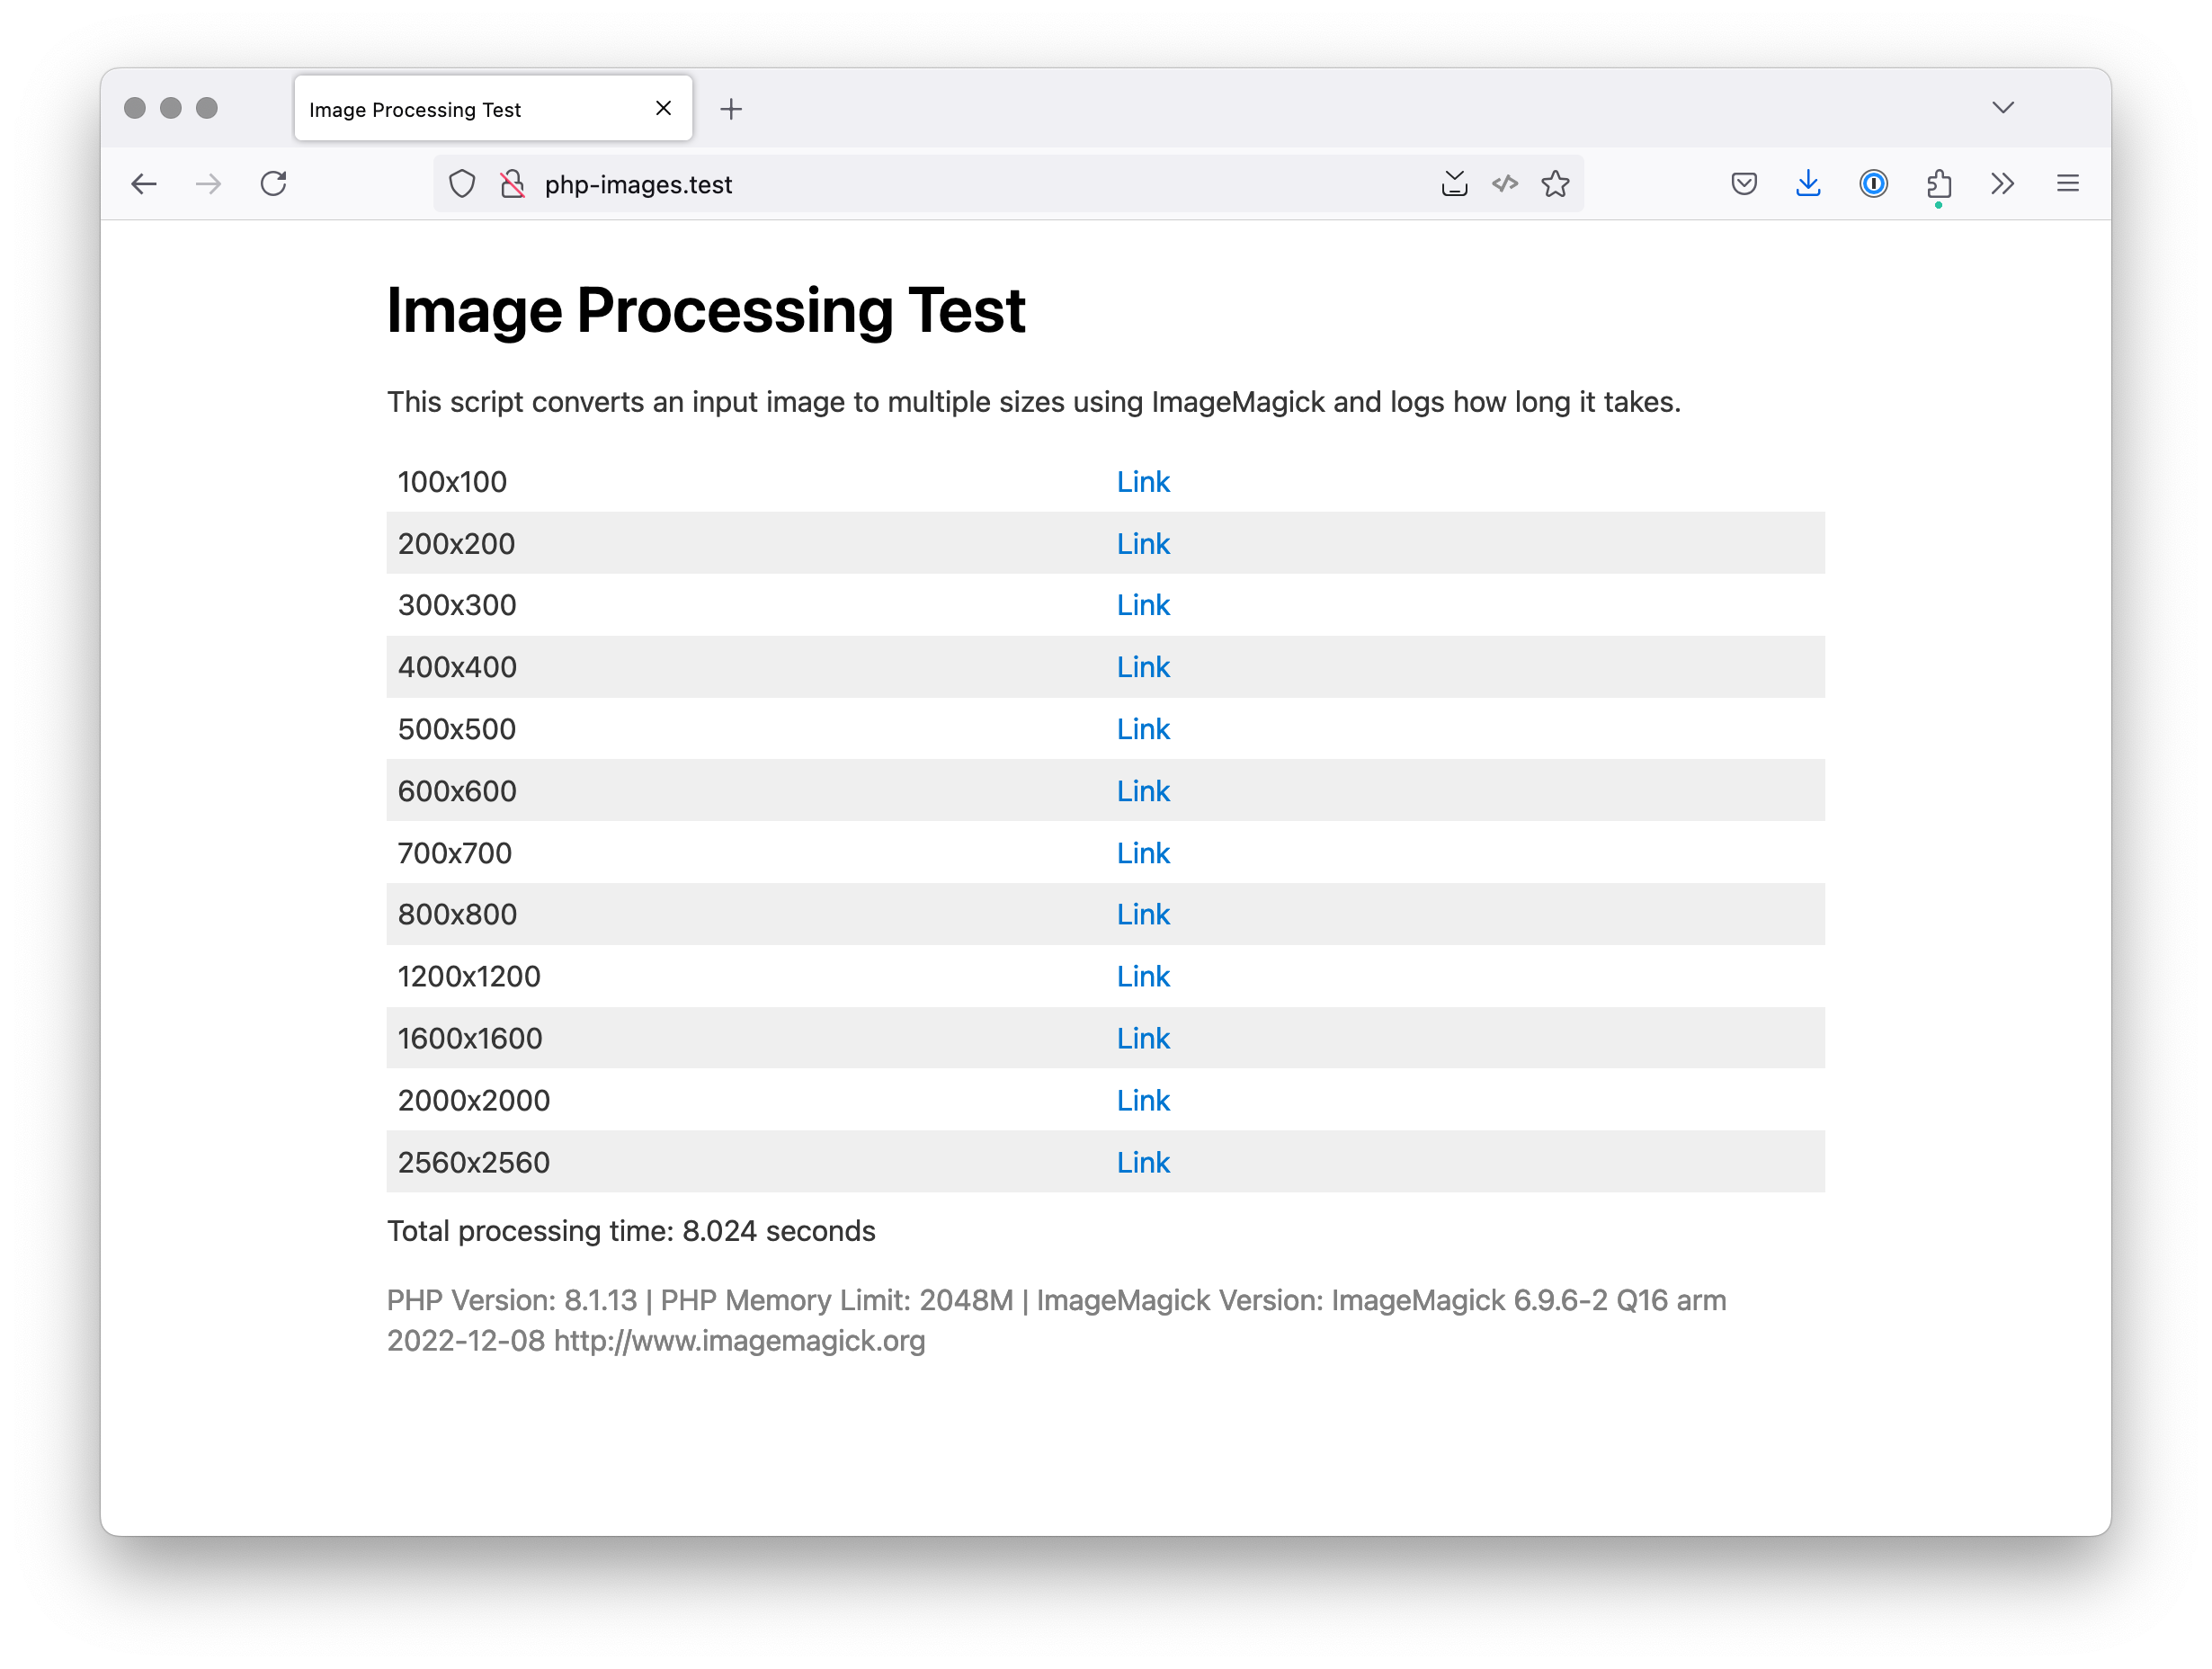 Image Processing Test
php-images.test
Image Processing Test
This script converts an input image to multiple sizes using ImageMagick and logs how long it takes.
100x100 Link
200x200 Link
300x300 Link
400x400 Link
500x500 Link
600x600 Link
700x700 Link
800x800 Link
1200x1200 Link
1600x1600 Link
2000x2000 Link
2560x2560 Link
Total processing time: 8.024 seconds
PHP Version: 8.1.13 | PHP Memory Limit: 2048M | ImageMagick Version: ImageMagick 6.9.6-2 Q16 arm
2022-12-08 http://www.imagemagick.org